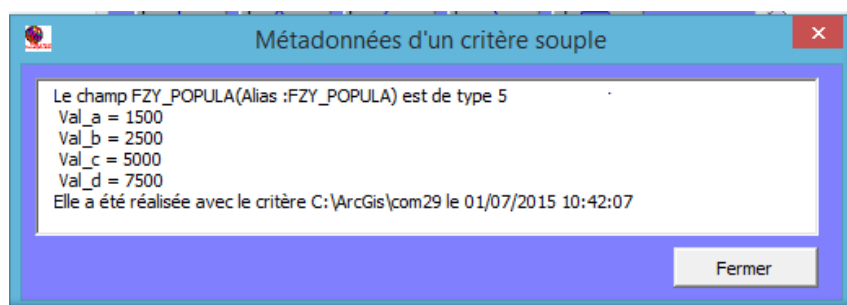 Métadonnées d'un critère souple
Le champ FZY_POPULA(Alias :FZY_POPULA) est de type 5
Val_a = 1500
Val_b = 2500
Val_c = 5000
Val_d = 7500
Elle a été réalisée avec le critère C:\ArcGis\com29 le 01/07/2015 10:42:07
Fermer